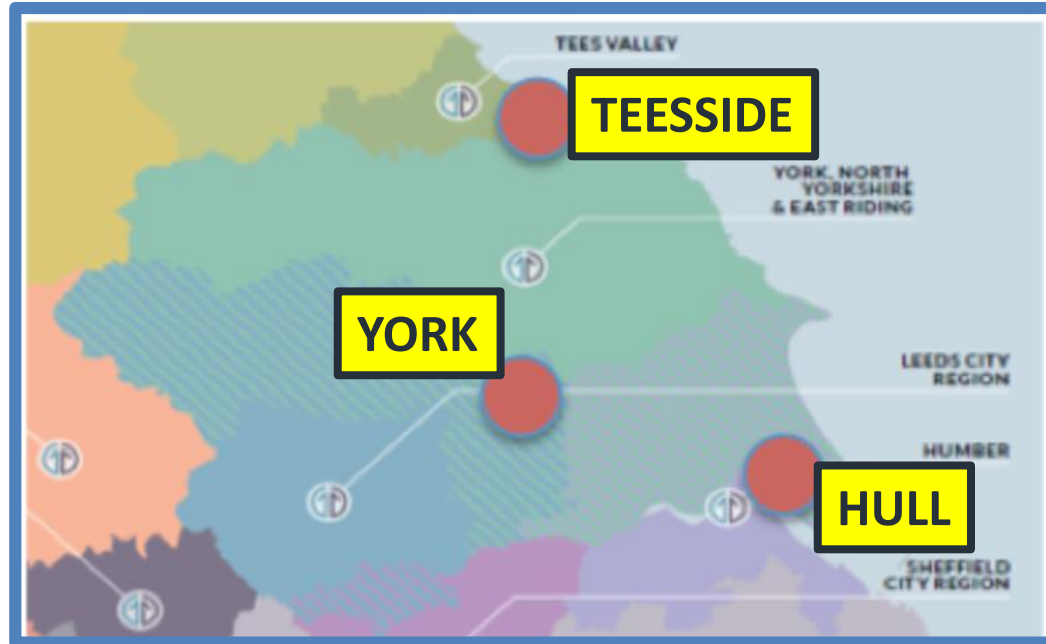 TEES VALLEY
TEESSIDE
YORK, NORTH
YORKSHIRE
& EAST RIDING
YORK
LEEDS CITY
REGION
HUMBER
HULL
SHEFFIELD
CITY REGION